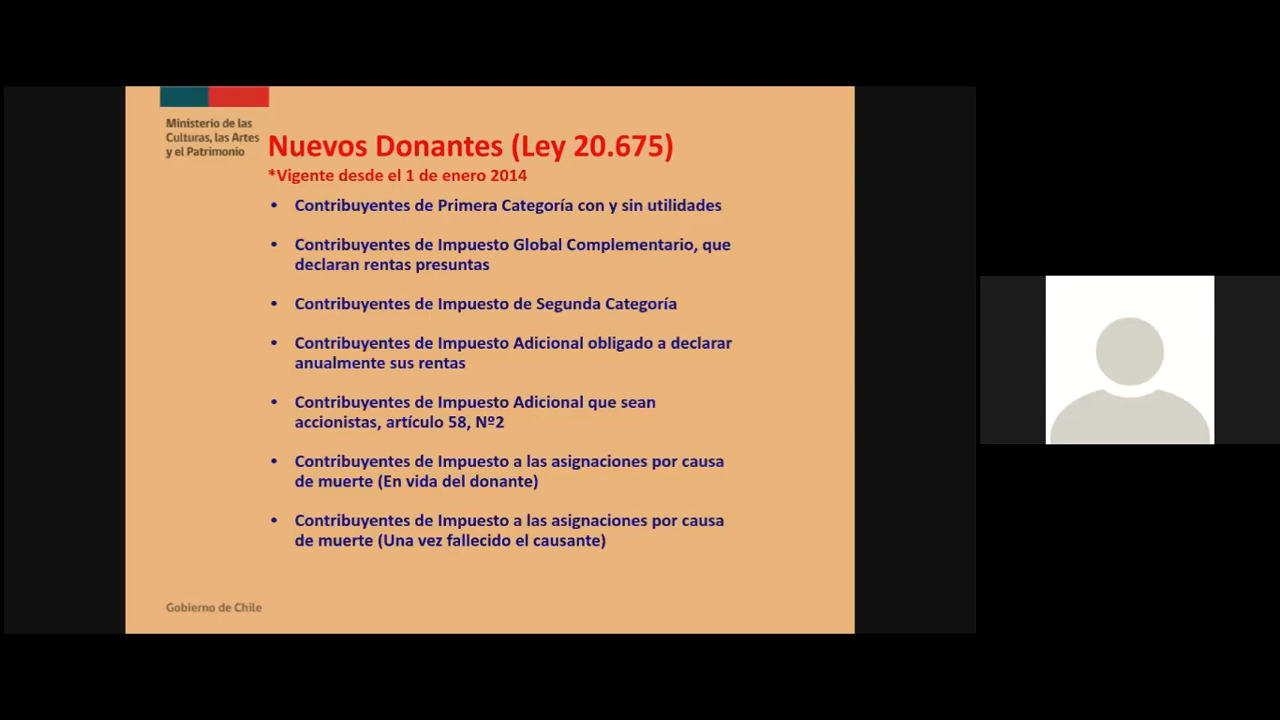 Ministerio de las
Culturas, las Artes
y el Patrimonio
Nuevos Donantes (Ley 20.675)
*Vigente desde el 1 de enero 2014
• Contribuyentes de Primera Categoría con y sin utilidades
• Contribuyentes de Impuesto Global Complementario, que
declaran rentas presuntas
• Contribuyentes de Impuesto de Segunda Categoría
• Contribuyentes de Impuesto Adicional obligado a declarar
anualmente sus rentas
• Contribuyentes de Impuesto Adicional que sean
accionistas, artículo 58, Nº2
• Contribuyentes de Impuesto a las asignaciones por causa
de muerte (En vida del donante)
• Contribuyentes de Impuesto a las asignaciones por causa
de muerte (Una vez fallecido el causante)
Gobierno de Chile